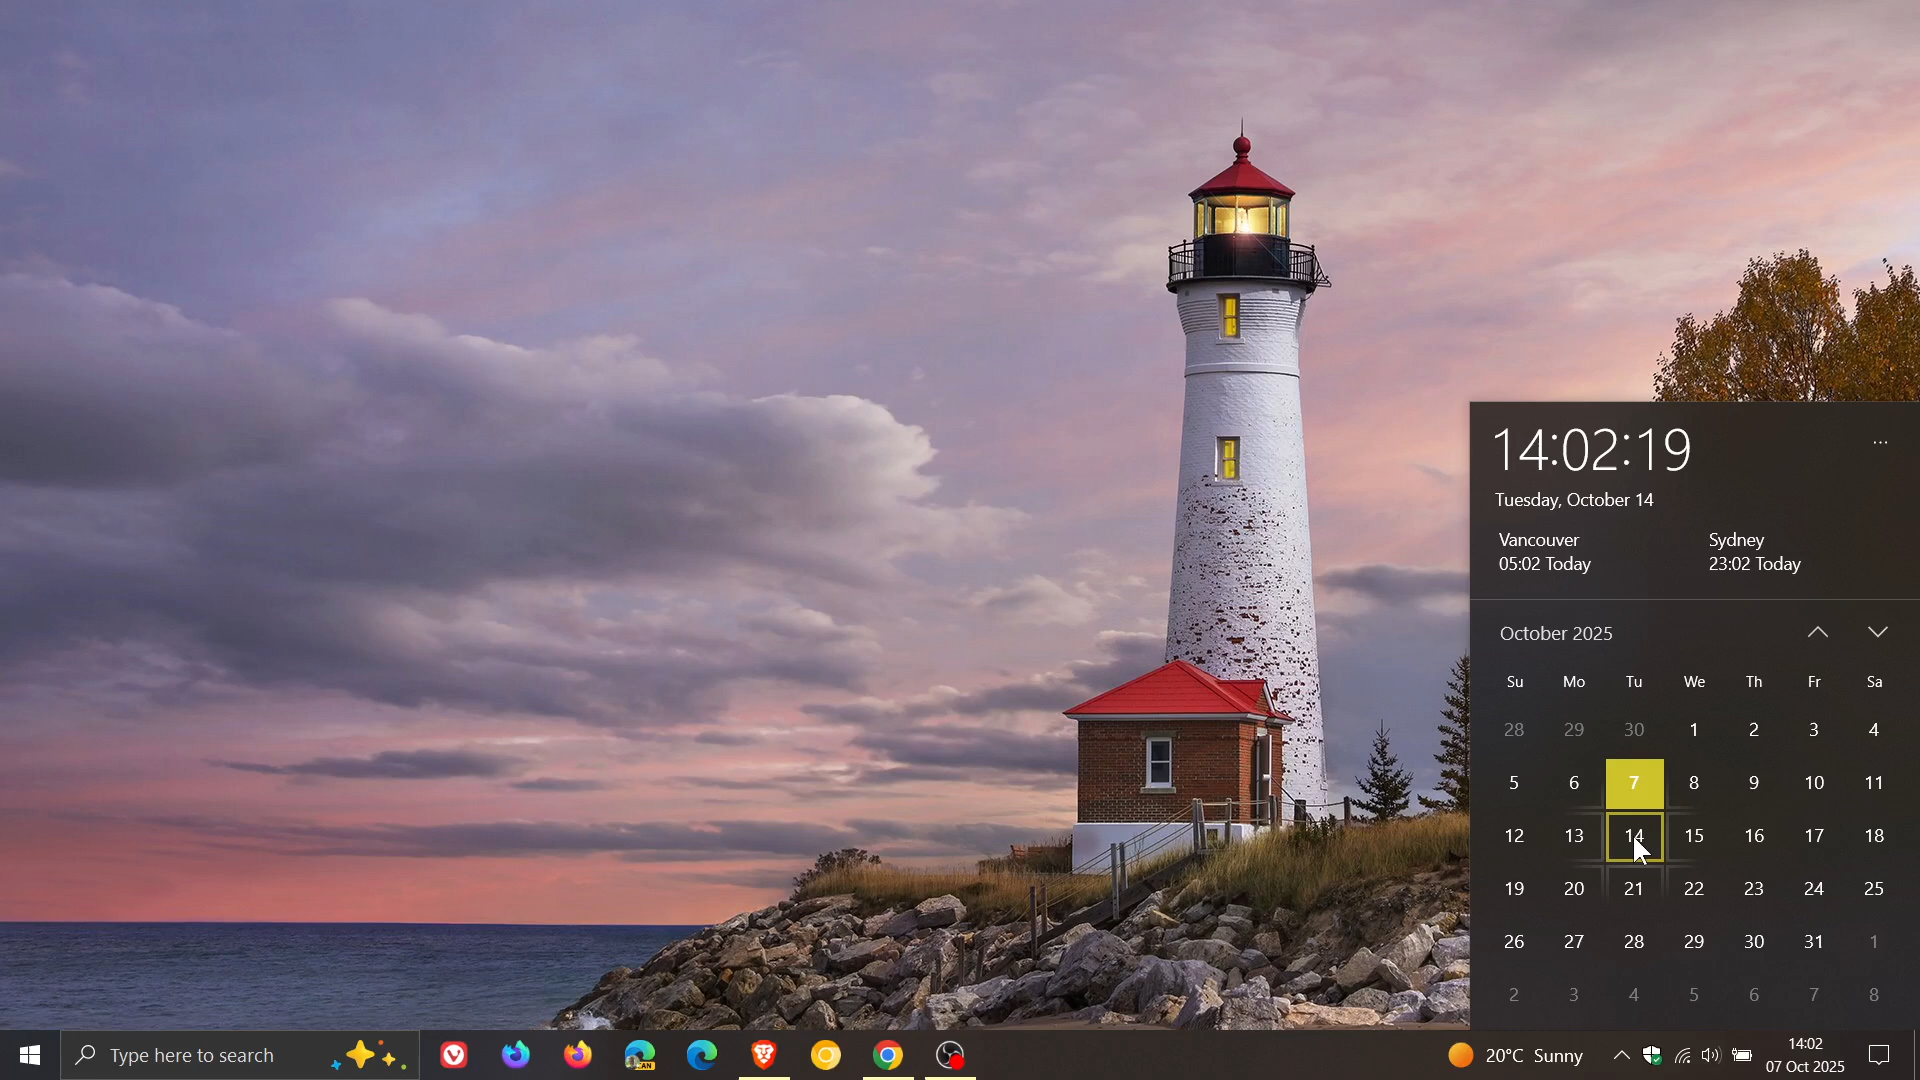 14:02:19
...
Tuesday, October 14
Vancouver
05:02 Today
Sydney
23:02 Today
October 2025
Su Mo Tu We Th Fr Sa
28 29 30 1 2 3 4
5 6 7 8 9 10 11
12 13 14 15 16 17 18
19 20 21 22 23 24 25
26 27 28 29 30 31 1
2 3 4 5 6 7 8
Type here to search
CAN
20°C Sunny
14:02
07 Oct 2025